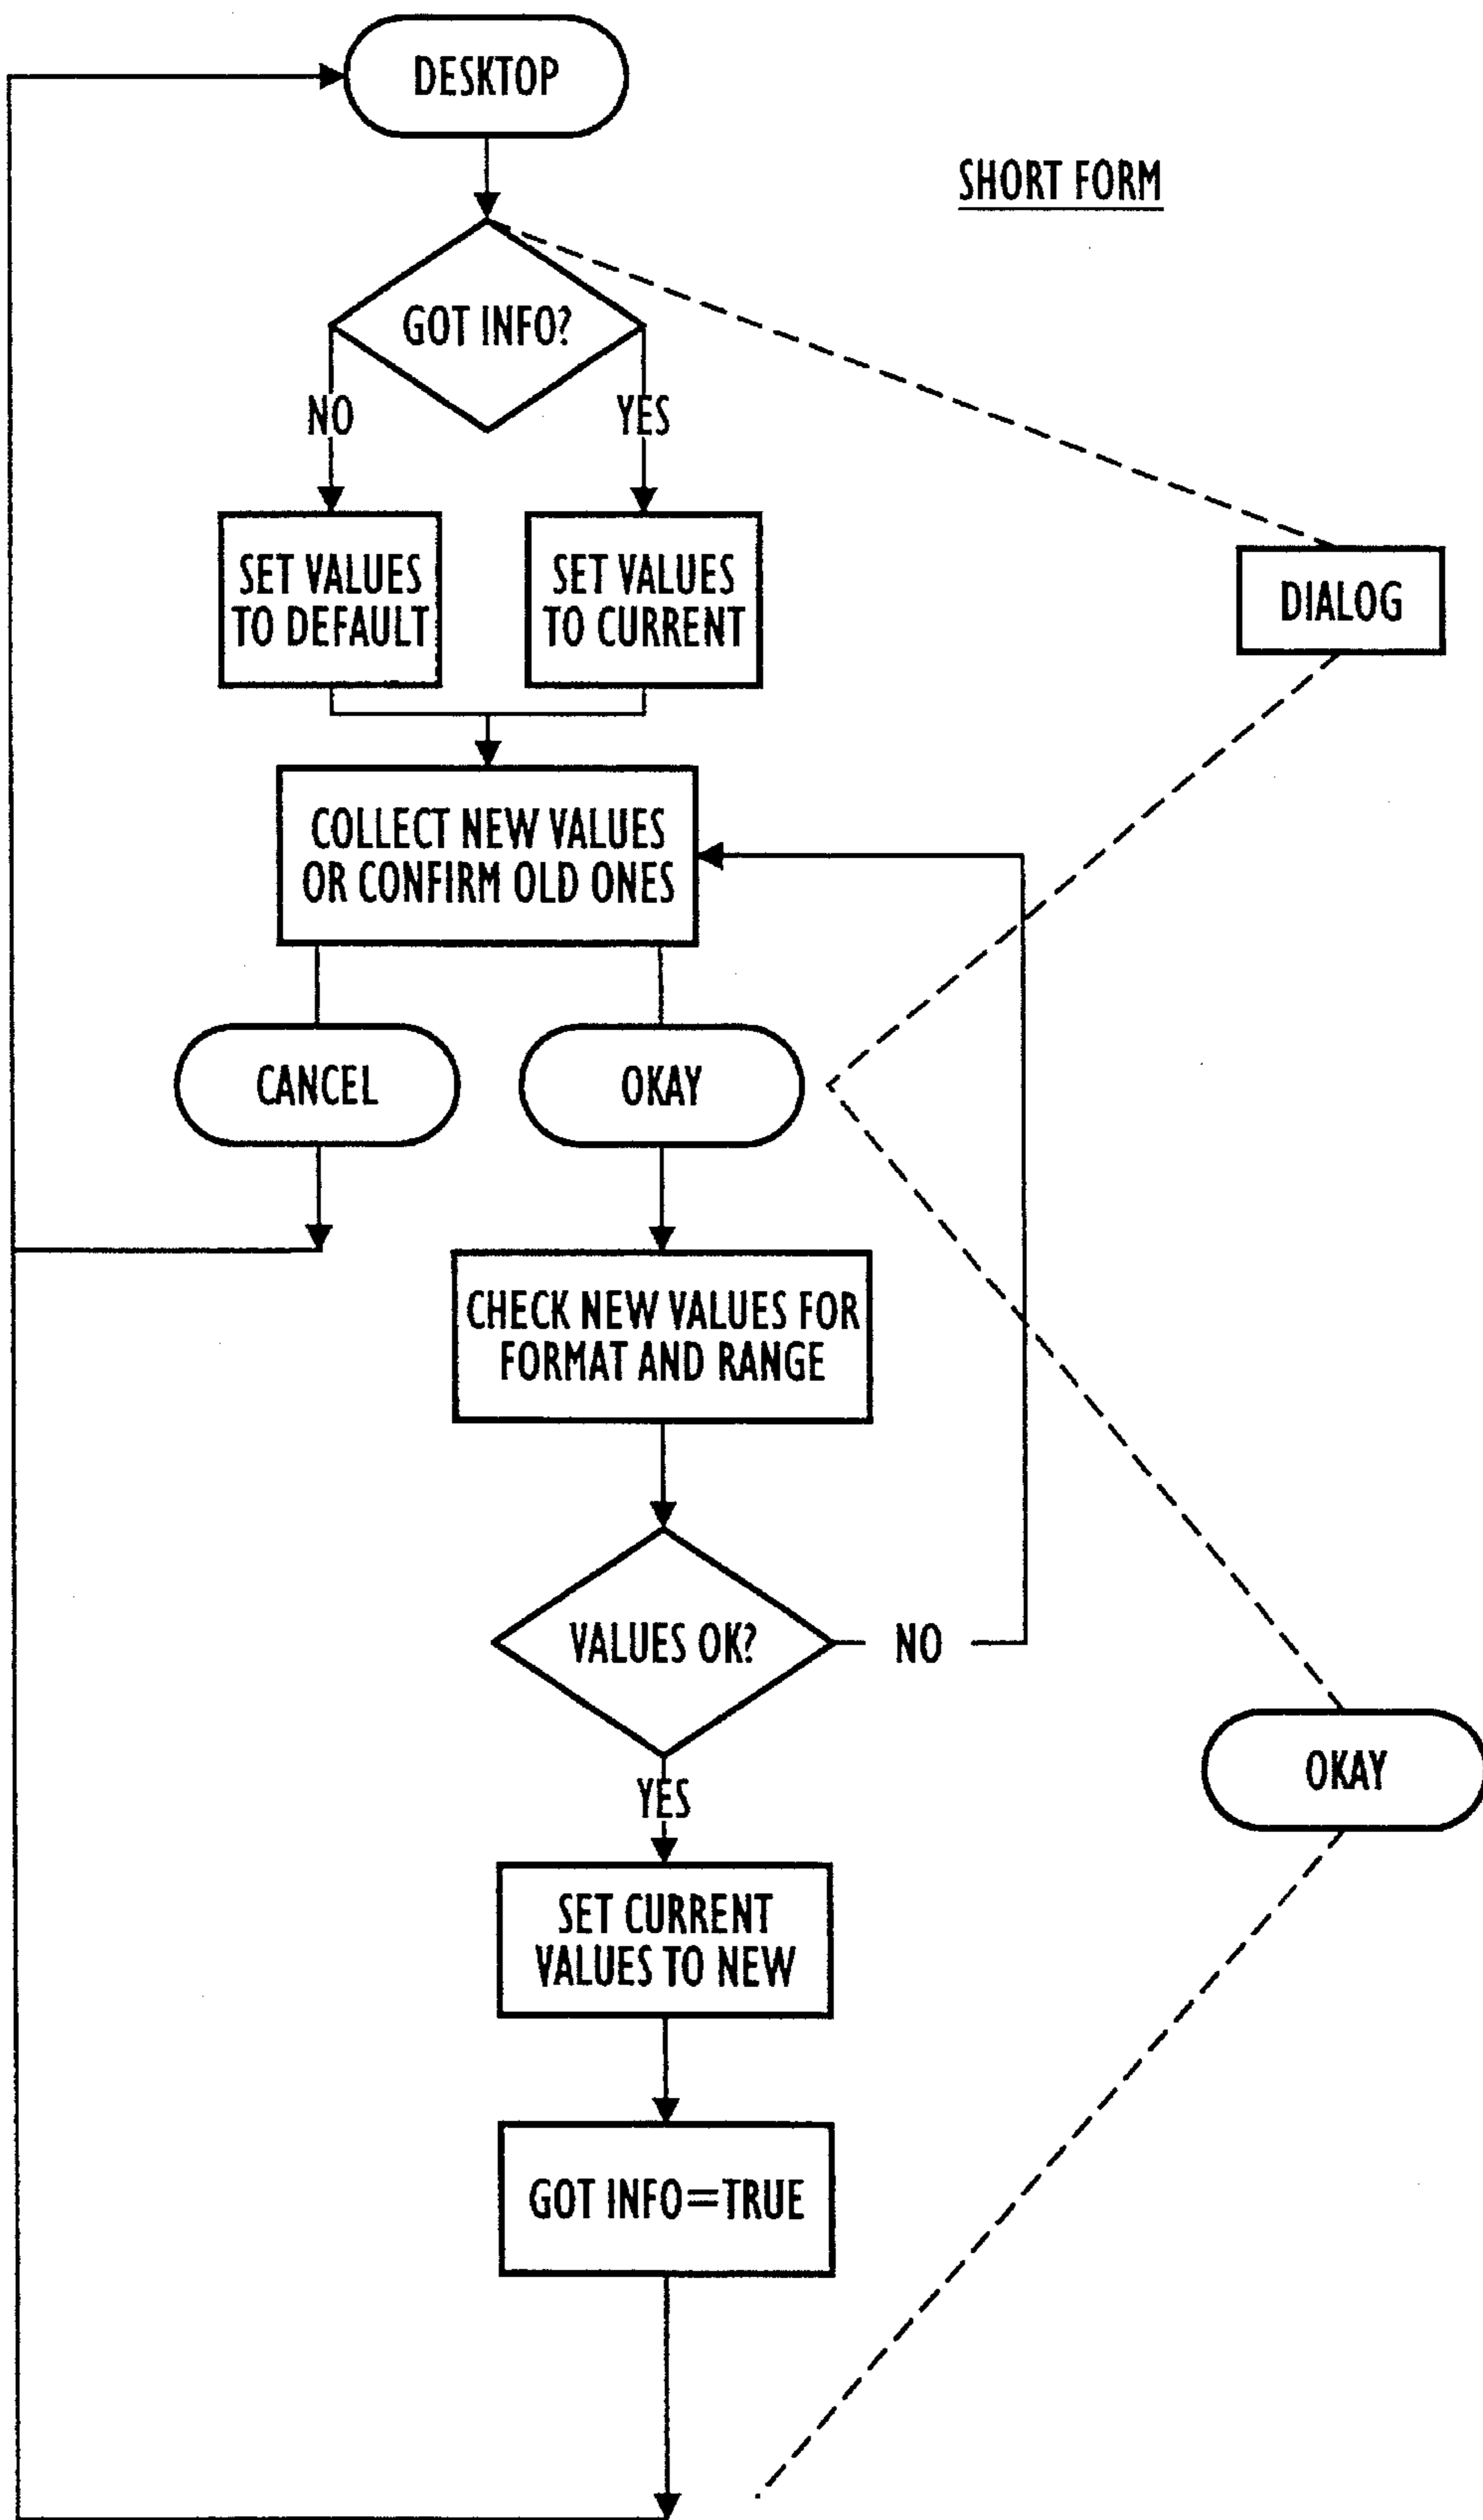 DESKTOP
SHORT FORM
GOT INFO?
NO
YES
SET VALUES
TO DEFAULT
SET VALUES
TO CURRENT
DIALOG
COLLECT NEW VALUES
OR CONFIRM OLD ONES
CANCEL
OKAY
CHECK NEW VALUES FOR
FORMAT AND RANGE
VALUES OK?
NO
YES
OKAY
SET CURRENT
VALUES TO NEW
GOT INFO=TRUE